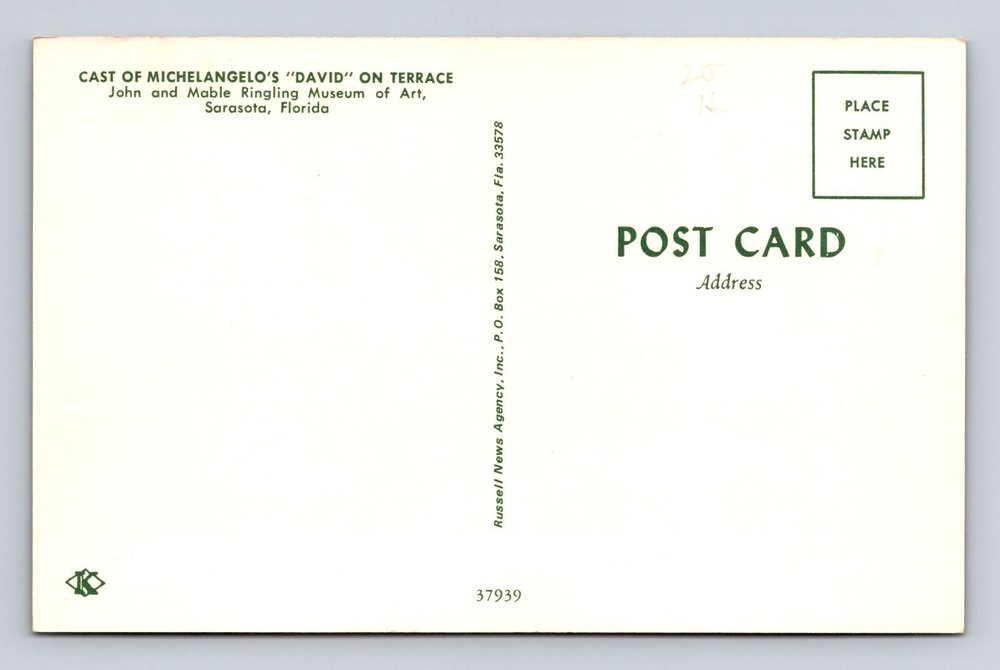 CAST OF MICHELANGELO'S "DAVID" ON TERRACE
John and Mable Ringling Museum of Art,
Sarasota, Florida
Russell News Agency, Inc., P.O. Box 158, Sarasota, Fla. 33578
PLACE
STAMP
HERE
POST CARD
Address
K
37939